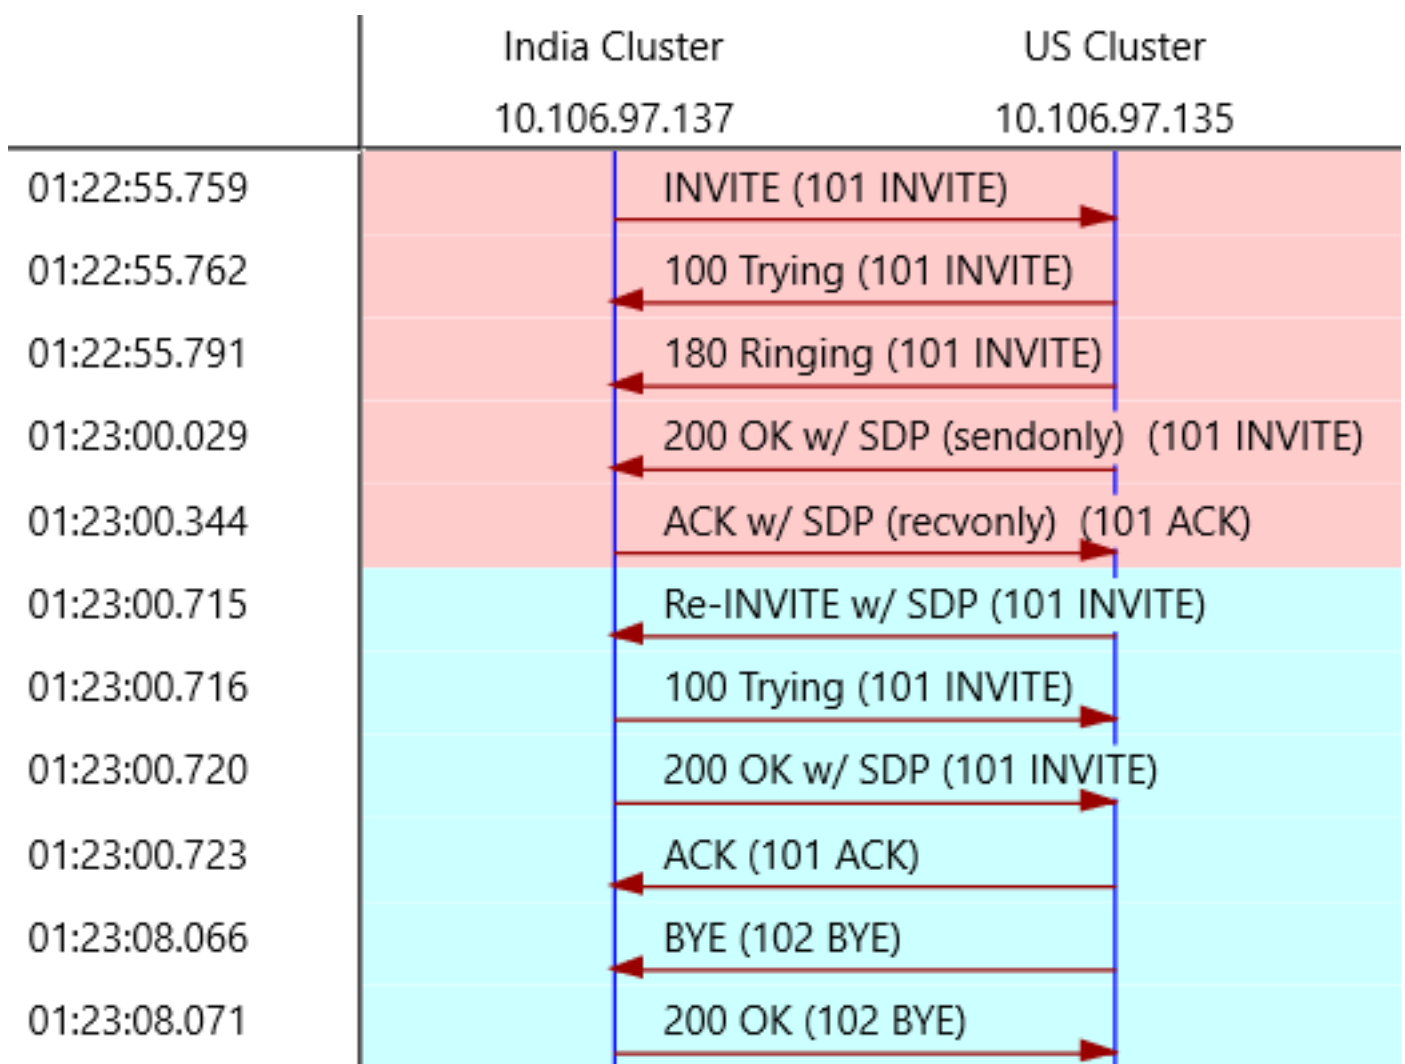 India Cluster US Cluster
10.106.97.137 10.106.97.135
01:22:55.759 INVITE (101 INVITE)
01:22:55.762 100 Trying (101 INVITE)
01:22:55.791 180 Ringing (101 INVITE)
01:23:00.029 200 OK w/ SDP (sendonly) (101 INVITE)
01:23:00.344 ACK w/ SDP (recvonly) (101 ACK)
01:23:00.715 Re-INVITE w/ SDP (101 INVITE)
01:23:00.716 100 Trying (101 INVITE)
01:23:00.720 200 OK w/ SDP (101 INVITE)
01:23:00.723 ACK (101 ACK)
01:23:08.066 BYE (102 BYE)
01:23:08.071 200 OK (102 BYE)